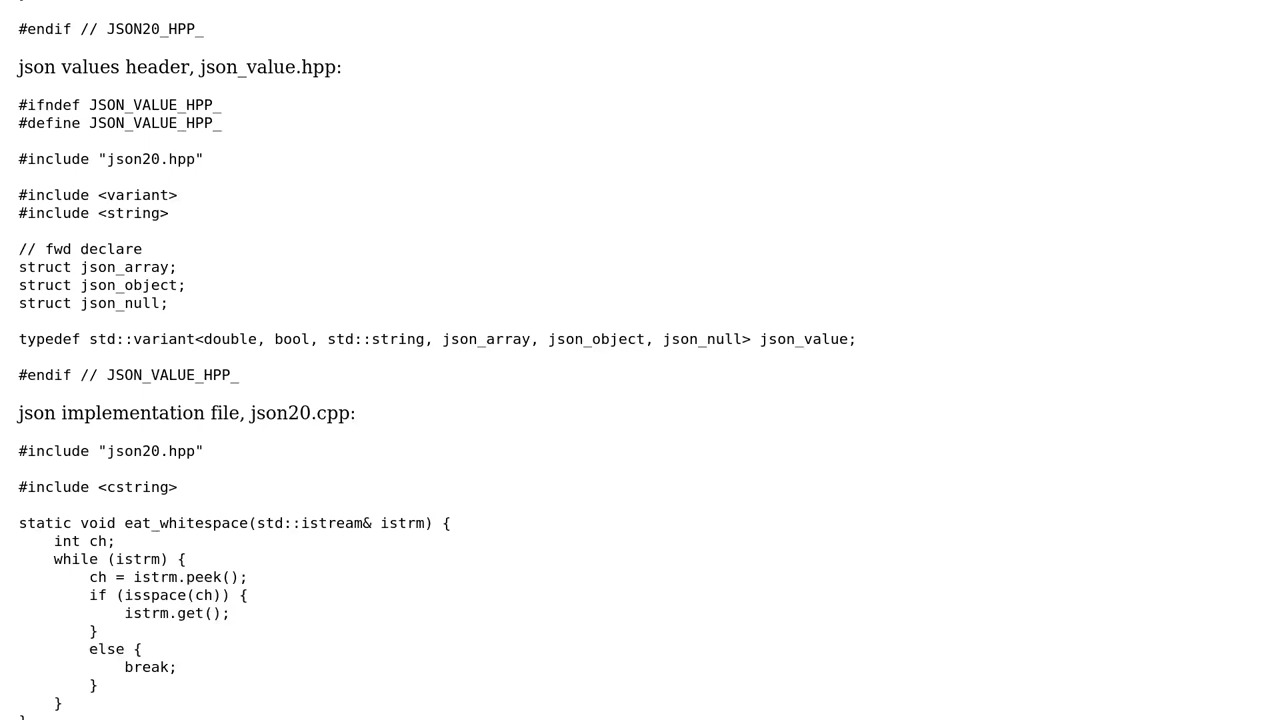 #endif // JSON20_HPP_
json values header, json_value.hpp:
#ifndef JSON_VALUE_HPP_
#define JSON_VALUE_HPP_
#include "json20.hpp"
#include <variant>
#include <string>
// fwd declare
struct json_array;
struct json_object;
struct json_null;
typedef std::variant<double, bool, std::string, json_array, json_object, json_null> json_value;
#endif // JSON_VALUE_HPP_
json implementation file, json20.cpp:
#include "json20.hpp"
#include <cstring>
static void eat_whitespace(std::istream& istrm) {
    int ch;
    while (istrm) {
        ch = istrm.peek();
        if (isspace(ch)) {
            istrm.get();
        }
        else {
            break;
        }
    }